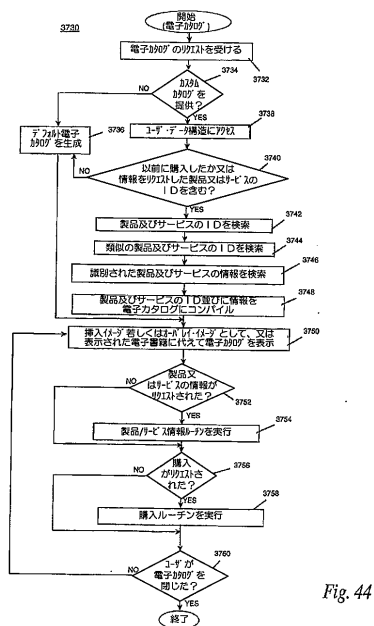 3730
開始
(電子カタログ)
電子カタログのリクエストを受ける
3732
カスタム
カタログを
提供?
3734
NO
YES
デフォルト電子
カタログを生成
3736
ユーザ・データ構造にアクセス
3738
以前に購入したか又は
情報をリクエストした製品又はサービスの
IDを含む?
3740
NO
YES
製品及びサービスのIDを検索
3742
類似の製品及びサービスのIDを検索
3744
識別された製品及びサービスの情報を検索
3746
製品及びサービスのID並びに情報を
電子カタログにコンパイル
3748
挿入イメージ若しくはオーバレイ・イメージとして、又は
表示された電子書籍に代えて電子カタログを表示
3750
製品又
はサービスの情報が
リクエストされた?
3752
NO
YES
製品/サービス情報ルーチンを実行
3754
購入
がリクエストさ
れた?
3756
NO
YES
購入ルーチンを実行
3758
ユーザが
電子カタログを
閉じた?
3760
NO
YES
終了
Fig. 44